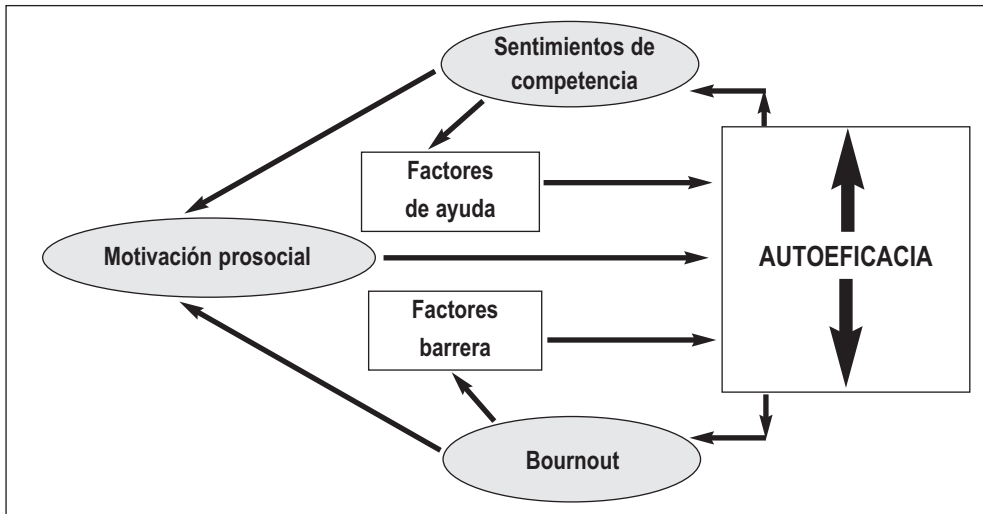 Sentimientos de
competencia
Factores
de ayuda
Motivación prosocial
AUTOEFICACIA
Factores
barrera
Bournout